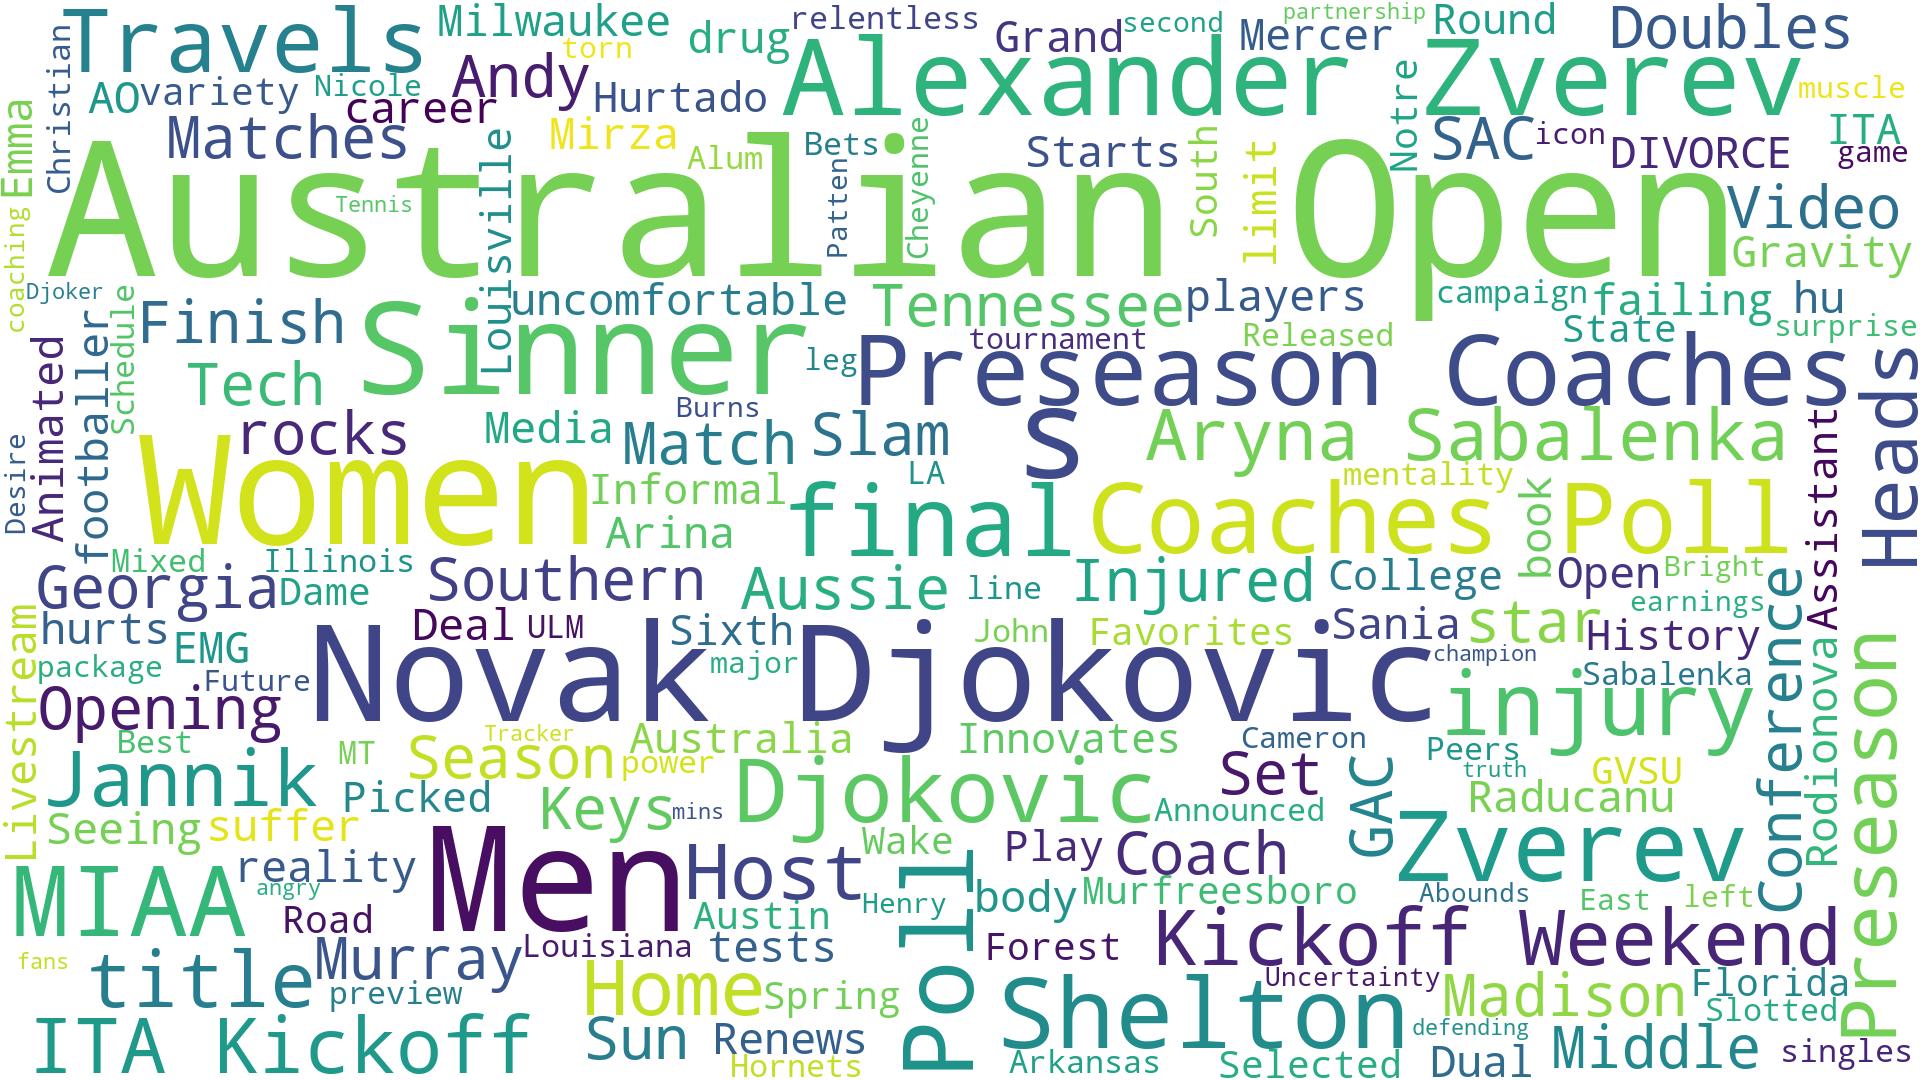 Travels
Milwaukee
relentless
Grand
second
partnership
Round
Doubles
Christian
torn
drug
Mercer
Alexander
Zverev
AO
variety
Nicole
career
Andy
Hurtado
muscle
Emma
Matches
Mirza
Alum
Bets
Starts
South
limit
Notre
SAC
icon
DIVORCE
ITA
game
Australian Open
Tennis
Louisville
Patten
Cheyenne
Video
Gravity
coaching
Djoker
Schedule
footballer
Finish
Sinner
uncomfortable
Tennessee
players
campaign
failing
hu
State
surprise
Animated
Tech
leg
tournament
Released
Preseason
Coaches
Heads
Desire
rocks
Media
Burns
Match
Slam
s
Aryna Sabalenka
Assistant
Women
Informal
LA
final
mentality
Coaches Poll
book
Arina
Mixed
Illinois
Georgia
Dame
Southern
Aussie
line
Injured
College
Open
Bright
earnings
Conference
Livestream
hurts
Deal
ULM
Sixth
John
Favorites
Sania
star
History
EMG
package
Future
major
Novak Djokovic
champion
Sabalenka
injury
Rodionova
Preseason
Opening
Best
MT
Season
Tracker
Australia
power
Innovates
Cameron
Peers
truth
GVSU
Jannik
Picked
Keys
mins
Djokovic
Set
Announced
GAC
Raducanu
Seeing
suffer
Wake
Play
Coach
Zverev
MIAA
reality
angry
Men
Host
Henry
Poll
body
Murfreesboro
Abounds
East
left
Road
Austin
Louisiana
tests
Forest
Kickoff Weekend
fans
title
Murray
preview
Home
Spring
Uncertainty
Shelton
Madison
Florida
Slotted
ITA Kickoff
Sun
Renews
Hornets
Arkansas
Selected
defending
Dual
Middle
singles